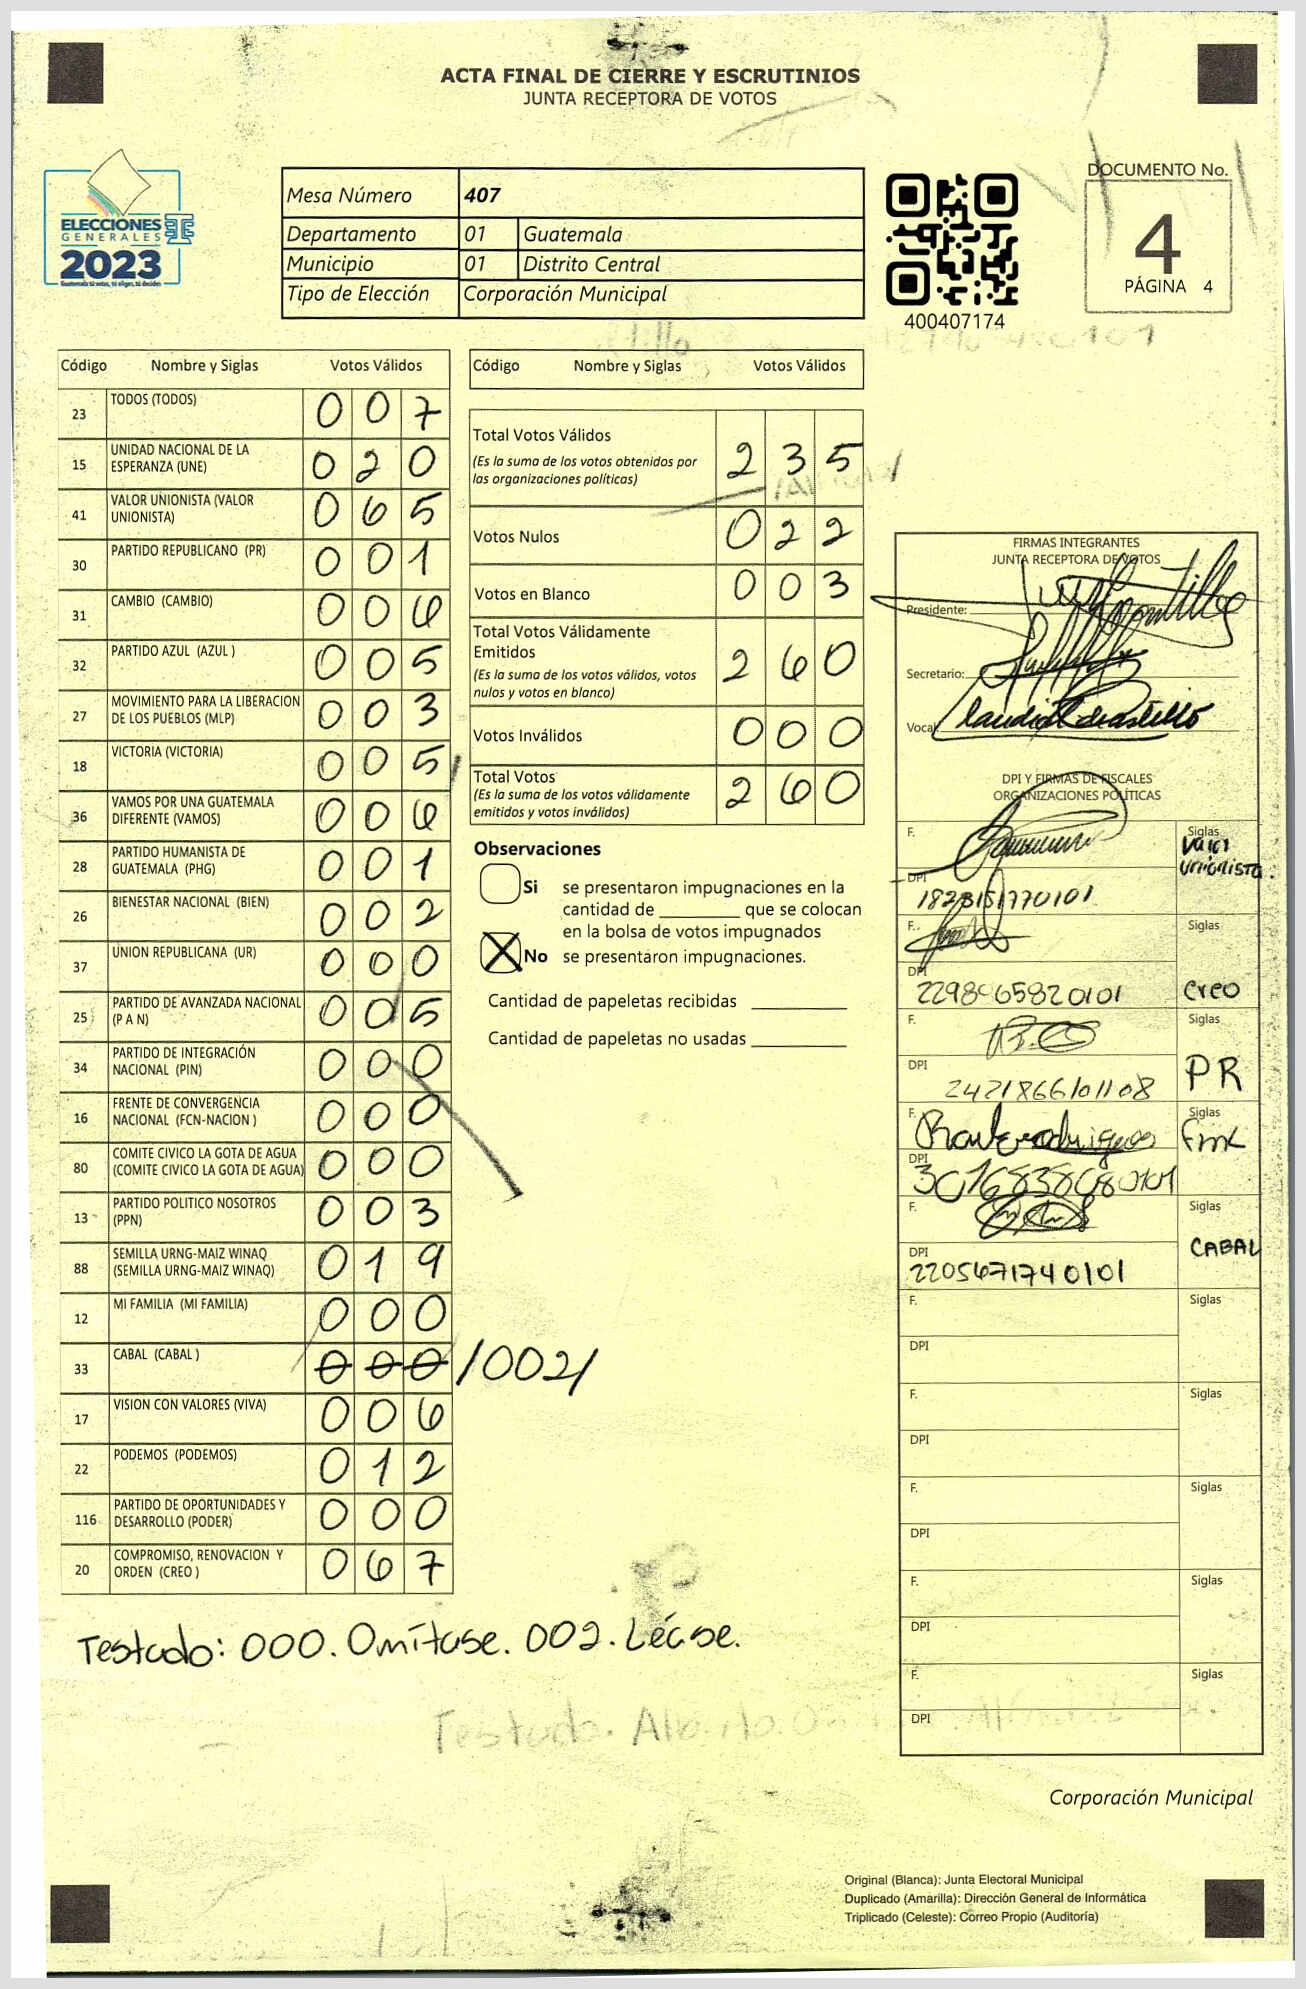 ACTA FINAL DE CIERRE Y ESCRUTINIOS
JUNTA RECEPTORA DE VOTOS
ELECCIONES
GENERALES
2023
Guatemala tú votas, tú eliges, tú decides
Mesa Número 407
Departamento 01 Guatemala
Municipio 01 Distrito Central
Tipo de Elección Corporación Municipal
400407174
DOCUMENTO No.
4
PÁGINA 4
Código Nombre y Siglas Votos Válidos
23 TODOS (TODOS) 0 0 7
15 UNIDAD NACIONAL DE LA ESPERANZA (UNE) 0 2 0
41 VALOR UNIONISTA (VALOR UNIONISTA) 0 6 5
30 PARTIDO REPUBLICANO (PR) 0 0 1
31 CAMBIO (CAMBIO) 0 0 6
32 PARTIDO AZUL (AZUL ) 0 0 5
27 MOVIMIENTO PARA LA LIBERACION DE LOS PUEBLOS (MLP) 0 0 3
18 VICTORIA (VICTORIA) 0 0 5
36 VAMOS POR UNA GUATEMALA DIFERENTE (VAMOS) 0 0 6
28 PARTIDO HUMANISTA DE GUATEMALA (PHG) 0 0 1
26 BIENESTAR NACIONAL (BIEN) 0 0 2
37 UNION REPUBLICANA (UR) 0 0 0
25 PARTIDO DE AVANZADA NACIONAL (P A N) 0 0 5
34 PARTIDO DE INTEGRACIÓN NACIONAL (PIN) 0 0 0
16 FRENTE DE CONVERGENCIA NACIONAL (FCN-NACION ) 0 0 0
80 COMITE CIVICO LA GOTA DE AGUA (COMITE CIVICO LA GOTA DE AGUA) 0 0 0
13 PARTIDO POLITICO NOSOTROS (PPN) 0 0 3
88 SEMILLA URNG-MAIZ WINAQ (SEMILLA URNG-MAIZ WINAQ) 0 1 9
12 MI FAMILIA (MI FAMILIA) 0 0 0
33 CABAL (CABAL ) 0 0 0 /002/
17 VISION CON VALORES (VIVA) 0 0 6
22 PODEMOS (PODEMOS) 0 1 2
116 PARTIDO DE OPORTUNIDADES Y DESARROLLO (PODER) 0 0 0
20 COMPROMISO, RENOVACION Y ORDEN (CREO ) 0 6 7
Testado: 000. Omítase. 002. Léase.
Código Nombre y Siglas Votos Válidos
Total Votos Válidos 2 3 5
(Es la suma de los votos obtenidos por
las organizaciones políticas)
Votos Nulos 0 2 2
Votos en Blanco 0 0 3
Total Votos Válidamente
Emitidos 2 6 0
(Es la suma de los votos válidos, votos
nulos y votos en blanco)
Votos Inválidos 0 0 0
Total Votos 2 6 0
(Es la suma de los votos válidamente
emitidos y votos inválidos)
Observaciones
Si se presentaron impugnaciones en la
cantidad de ________ que se colocan
en la bolsa de votos impugnados
X No se presentaron impugnaciones.
Cantidad de papeletas recibidas
Cantidad de papeletas no usadas
FIRMAS INTEGRANTES
JUNTA RECEPTORA DE VOTOS
Presidente:
Secretario:
Vocal:
DPI Y FIRMAS DE FISCALES
ORGANIZACIONES POLÍTICAS
F. Siglas
Unionista.
DPI
F. Siglas
DPI
Creo
F. Siglas
DPI 2421866101108 PR
F. Siglas
DPI
F. Siglas
CABAL
DPI
2205671740101
F. Siglas
DPI
F. Siglas
DPI
F. Siglas
DPI
F. Siglas
DPI
F. Siglas
DPI
Corporación Municipal
Original (Blanca): Junta Electoral Municipal
Duplicado (Amarilla): Dirección General de Informática
Triplicado (Celeste): Correo Propio (Auditoría)